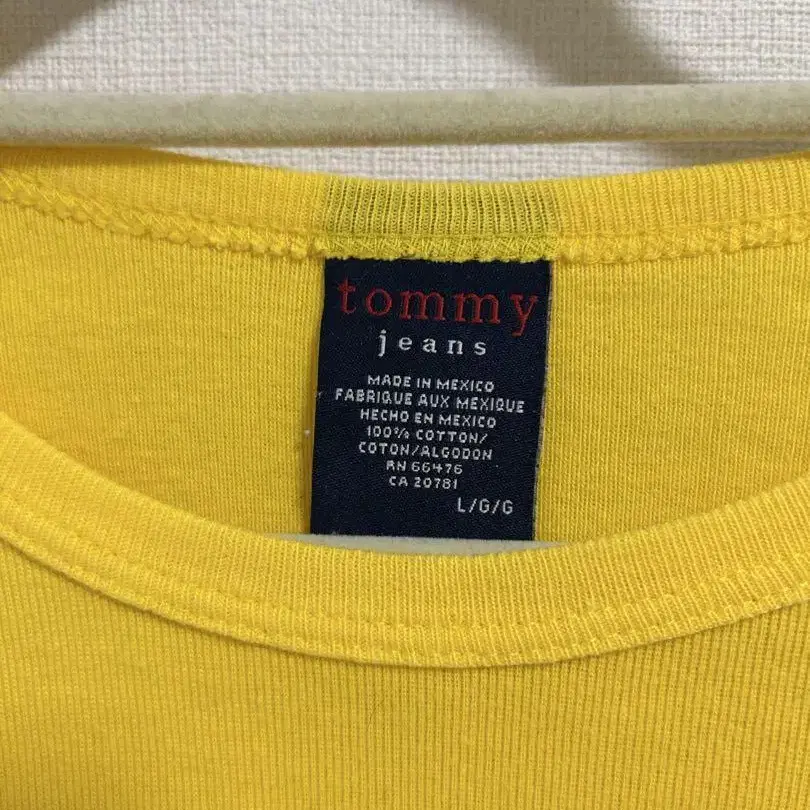 tommy
jeans
MADE IN MEXICO
FABRIQUE AUX MEXIQUE
HECHO EN MEXICO
100% COTTON/
COTON/ALGODON
RN 66476
CA 20781
L/G/G